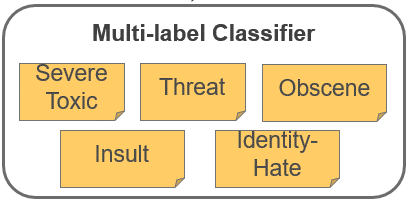 Multi-label Classifier
Severe
Toxic
Threat
Obscene
Insult
Identity-
Hate